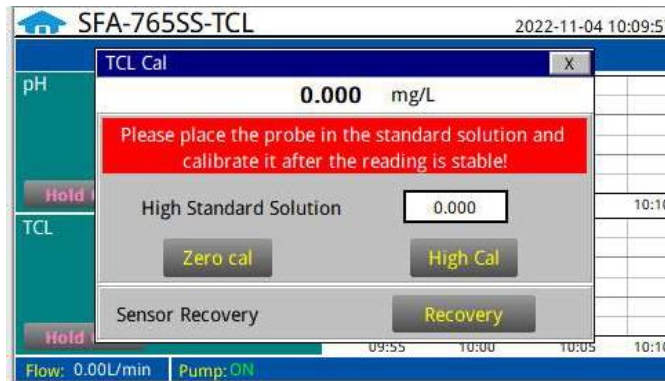 SFA-765SS-TCL
2022-11-04 10:09:5
TCL Cal
X
pH
0.000 mg/L
Please place the probe in the standard solution and
calibrate it after the reading is stable!
Hold
High Standard Solution 0.000
10:10
TCL
Zero cal High Cal
Sensor Recovery Recovery
Hold
09:55 10:00 10:05 10:10
Flow: 0.00L/min Pump:ON